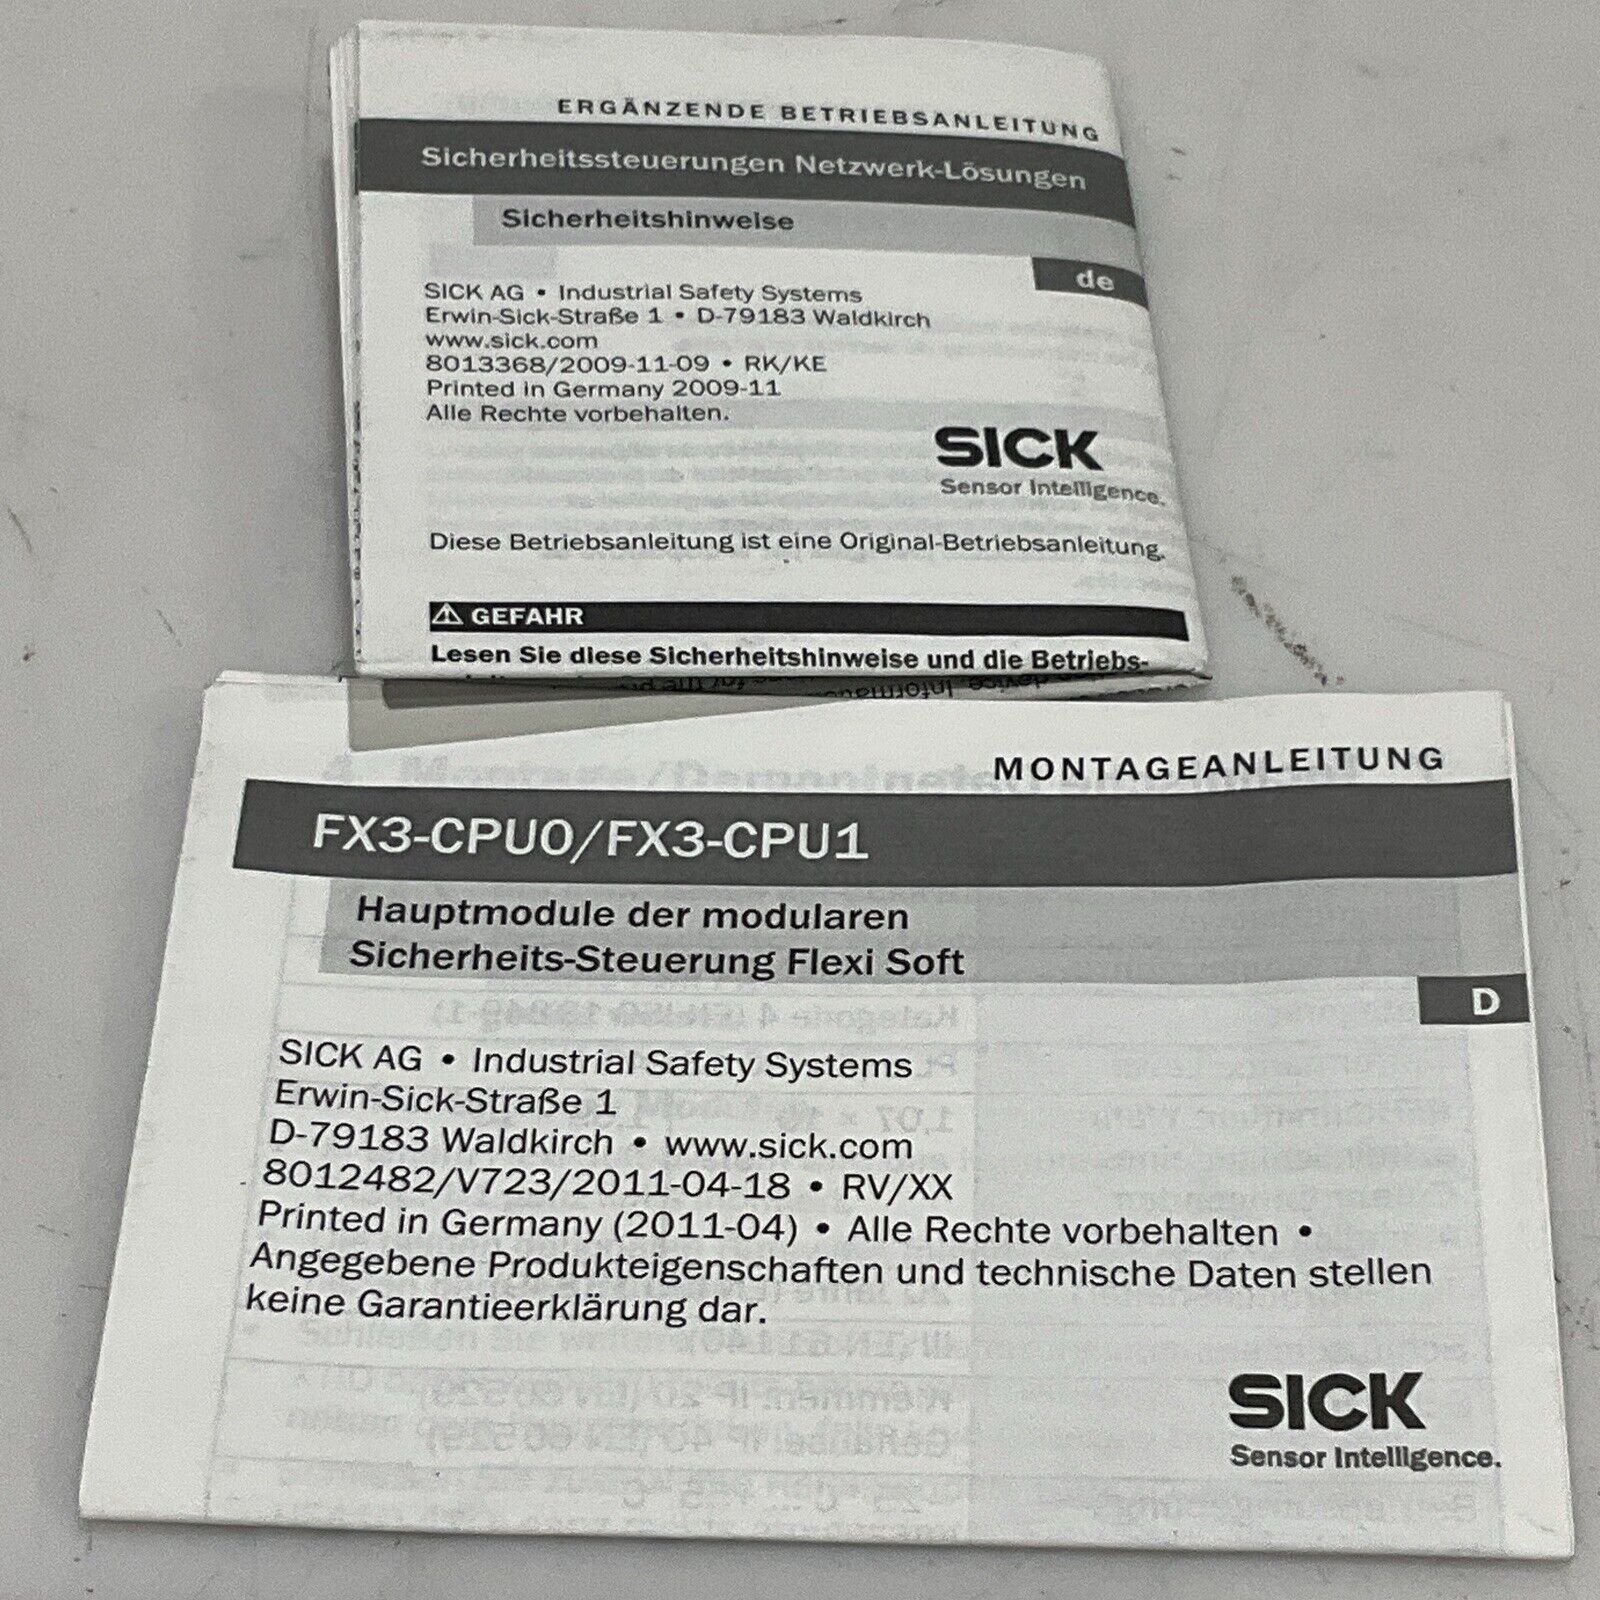 ERGÄNZENDE BETRIEBSANLEITUNG
Sicherheitssteuerungen Netzwerk-Lösungen
Sicherheitshinweise
de
SICK AG • Industrial Safety Systems
Erwin-Sick-Straße 1 • D-79183 Waldkirch
www.sick.com
8013368/2009-11-09 • RK/KE
Printed in Germany 2009-11
Alle Rechte vorbehalten.
SICK
Sensor Intelligence.
Diese Betriebsanleitung ist eine Original-Betriebsanleitung.
⚠ GEFAHR
Lesen Sie diese Sicherheitshinweise und die Betriebs-
MONTAGEANLEITUNG
FX3-CPU0/FX3-CPU1
Hauptmodule der modularen
Sicherheits-Steuerung Flexi Soft
D
SICK AG • Industrial Safety Systems
Erwin-Sick-Straße 1
D-79183 Waldkirch • www.sick.com
8012482/V723/2011-04-18 • RV/XX
Printed in Germany (2011-04) • Alle Rechte vorbehalten •
Angegebene Produkteigenschaften und technische Daten stellen
keine Garantieerklärung dar.
SICK
Sensor Intelligence.